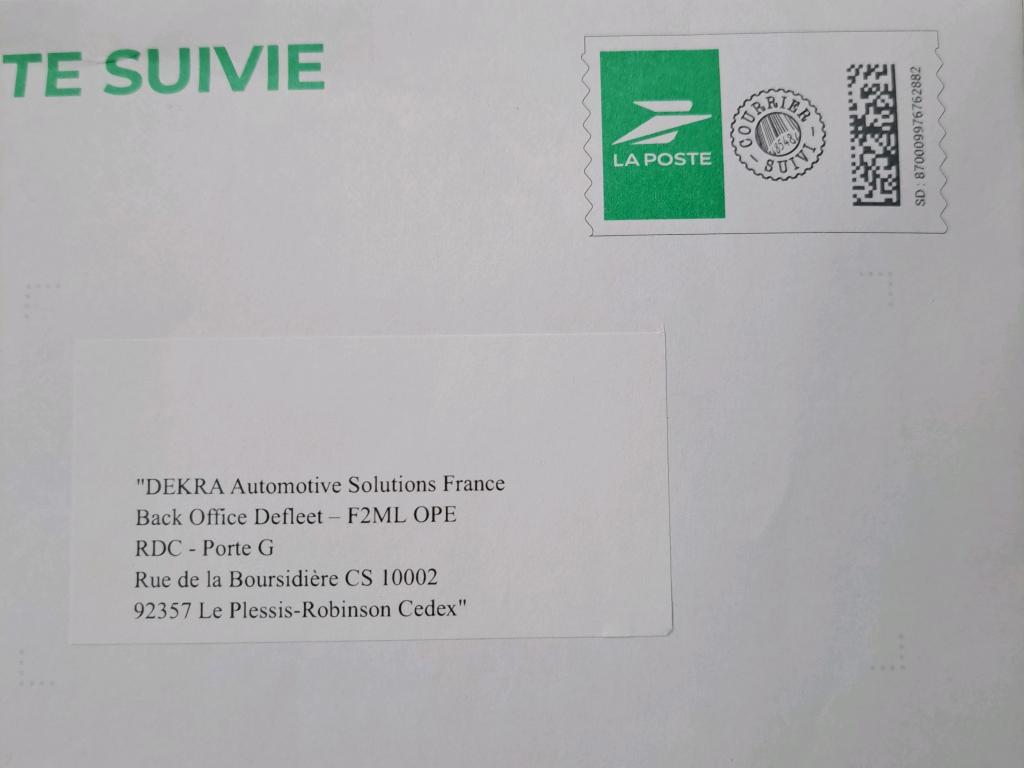 TE SUIVIE
LA POSTE
COURRIER
SUIVI
SD : 870009976762882
"DEKRA Automotive Solutions France
Back Office Defleet – F2ML OPE
RDC - Porte G
Rue de la Boursidière CS 10002
92357 Le Plessis-Robinson Cedex"